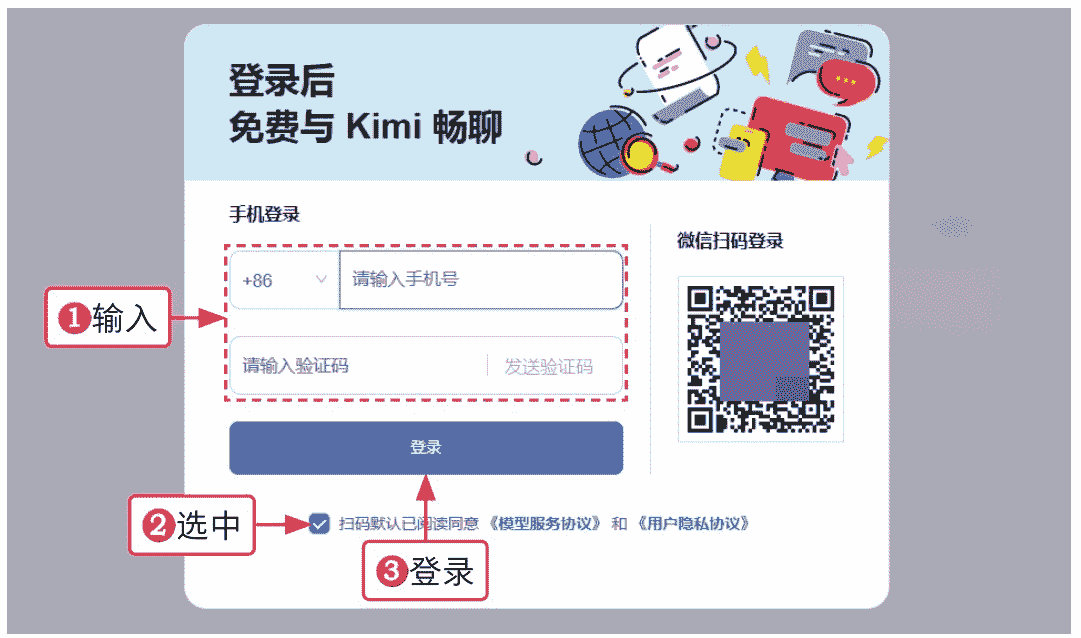 登录后
免费与 Kimi 畅聊
手机登录
+86
请输入手机号
❶输入
请输入验证码
发送验证码
登录
❷选中
扫码默认已阅读同意《模型服务协议》和《用户隐私协议》
❸登录
微信扫码登录